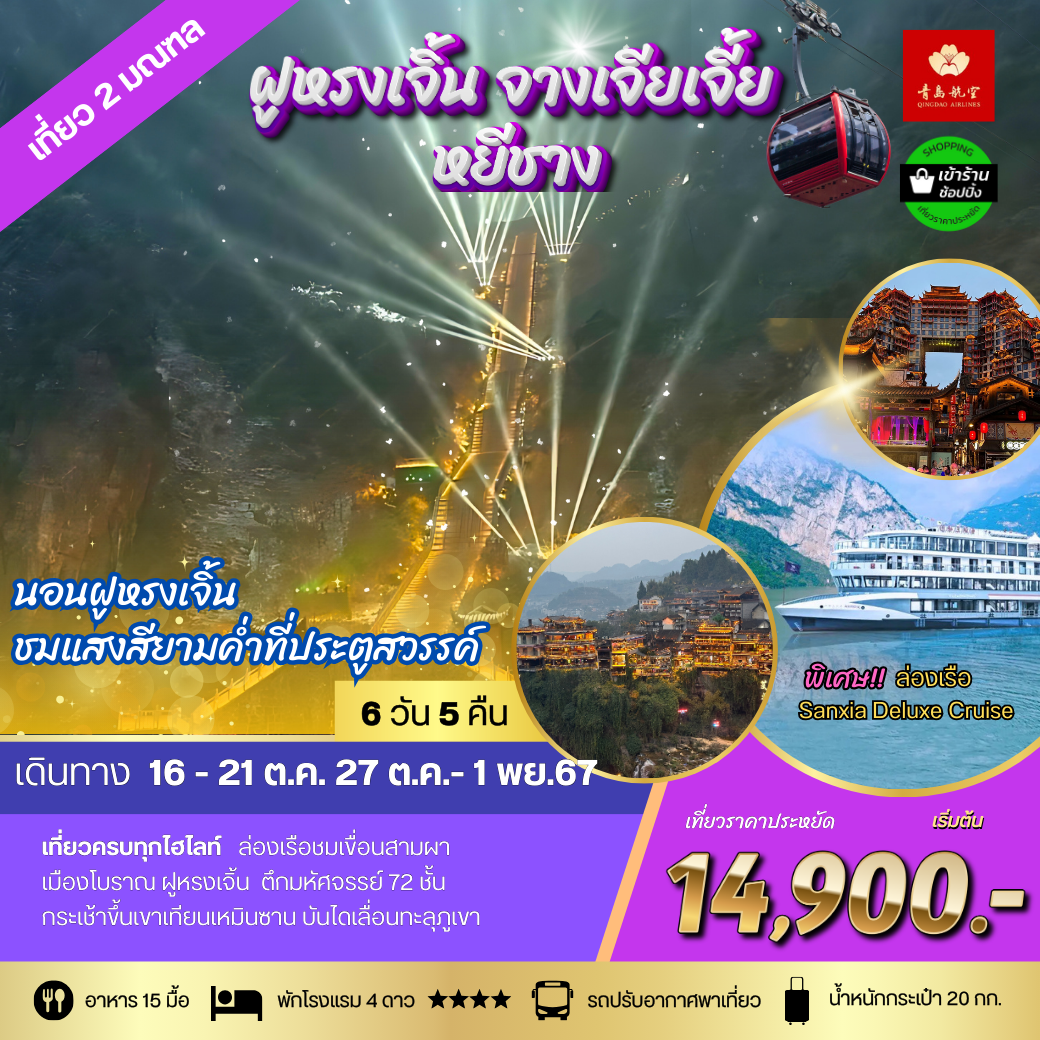 เที่ยว 2 มณฑล
ฝูหรงเจิ้น จางเจียเจี้ย
หยีชาง
青島航空
QINGDAO AIRLINES
SHOPPING
เข้าร้าน
ช้อปปิ้ง
เที่ยวราคาประหยัด
นอนฝูหรงเจิ้น
ชมแสงสียามค่ำที่ประตูสวรรค์
6 วัน 5 คืน
พิเศษ!! ล่องเรือ
Sanxia Deluxe Cruise
เดินทาง 16 - 21 ต.ค. 27 ต.ค.- 1 พย.67
เที่ยวครบทุกไฮไลท์ ล่องเรือชมเขื่อนสามผา
เมืองโบราณ ฝูหรงเจิ้น ตึกมหัศจรรย์ 72 ชั้น
กระเช้าขึ้นเขาเทียนเหมินซาน บันไดเลื่อนทะลุภูเขา
เที่ยวราคาประหยัด เริ่มต้น
14,900.-
อาหาร 15 มื้อ พักโรงแรม 4 ดาว ★★★★ รถปรับอากาศพาเที่ยว น้ำหนักกระเป๋า 20 กก.